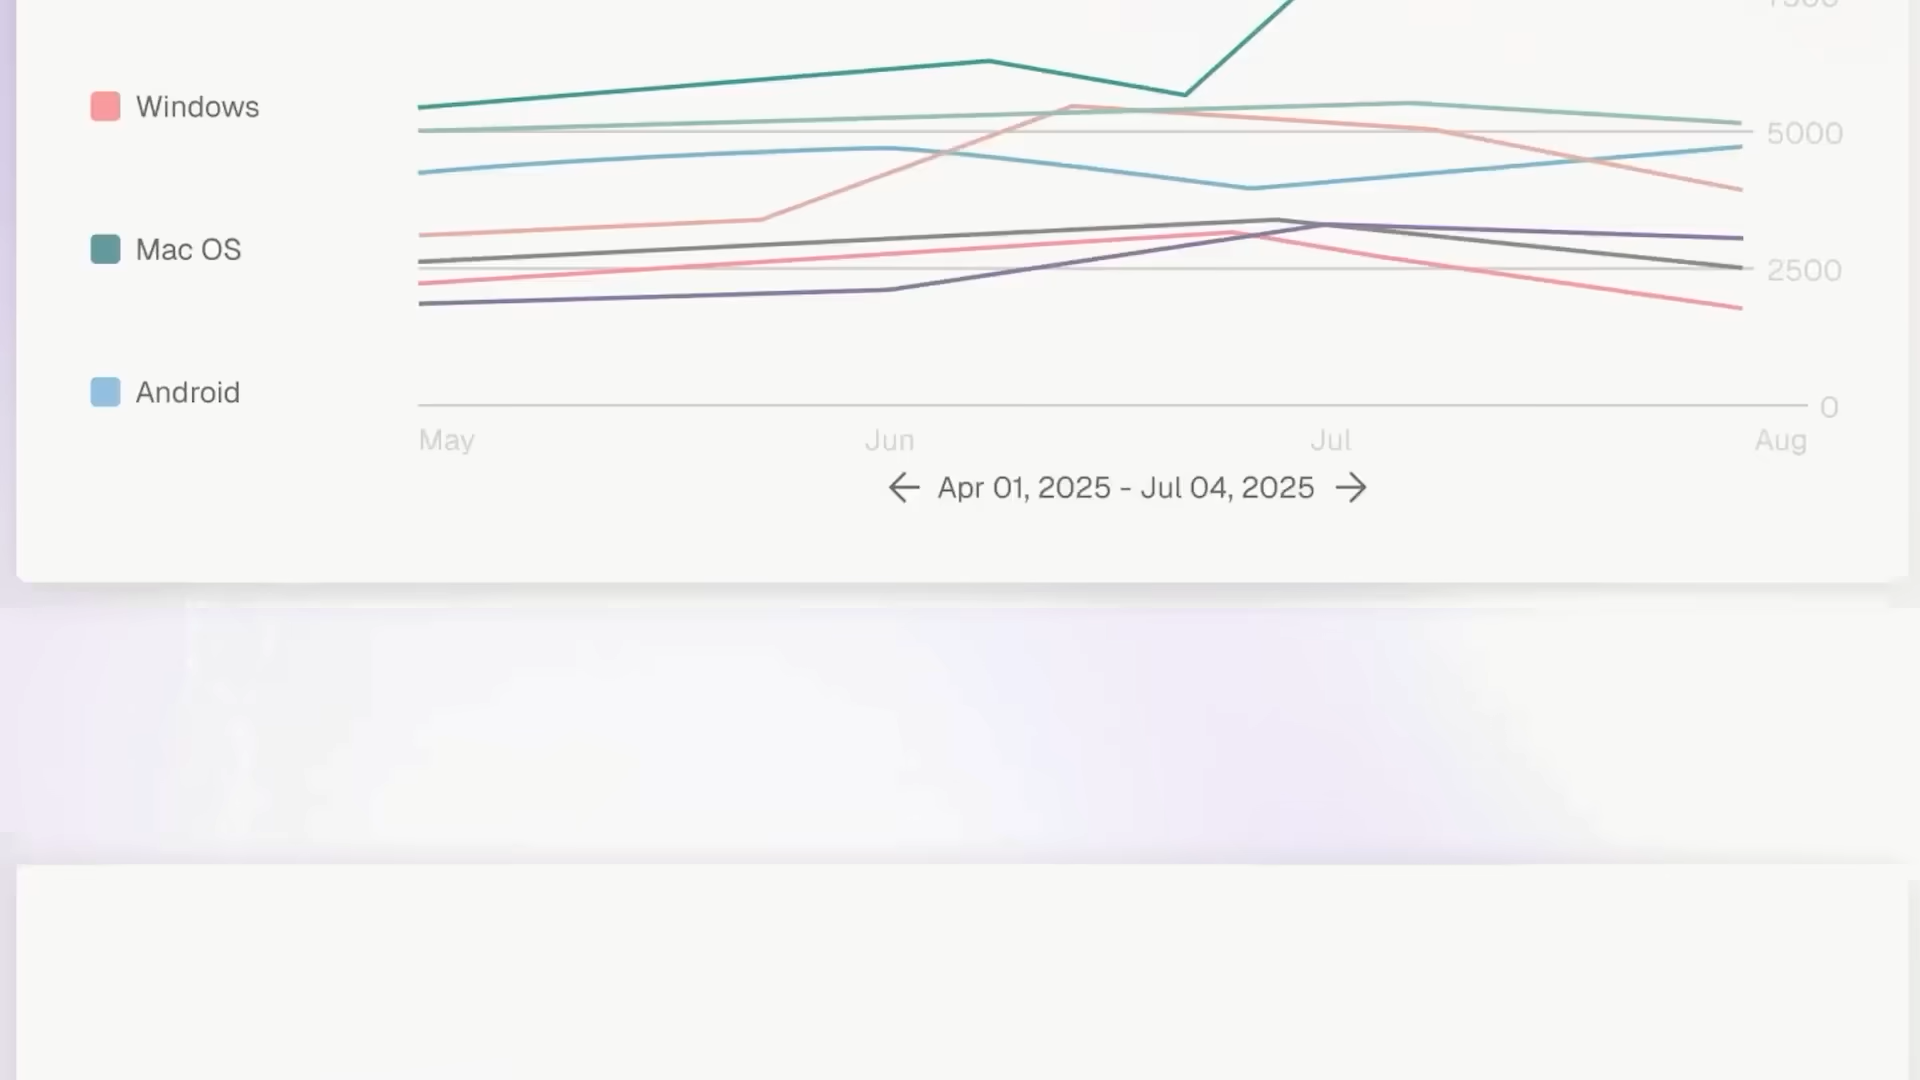 Windows
5000
Mac OS
2500
Android
0
May Jun Jul Aug
← Apr 01, 2025 - Jul 04, 2025 →